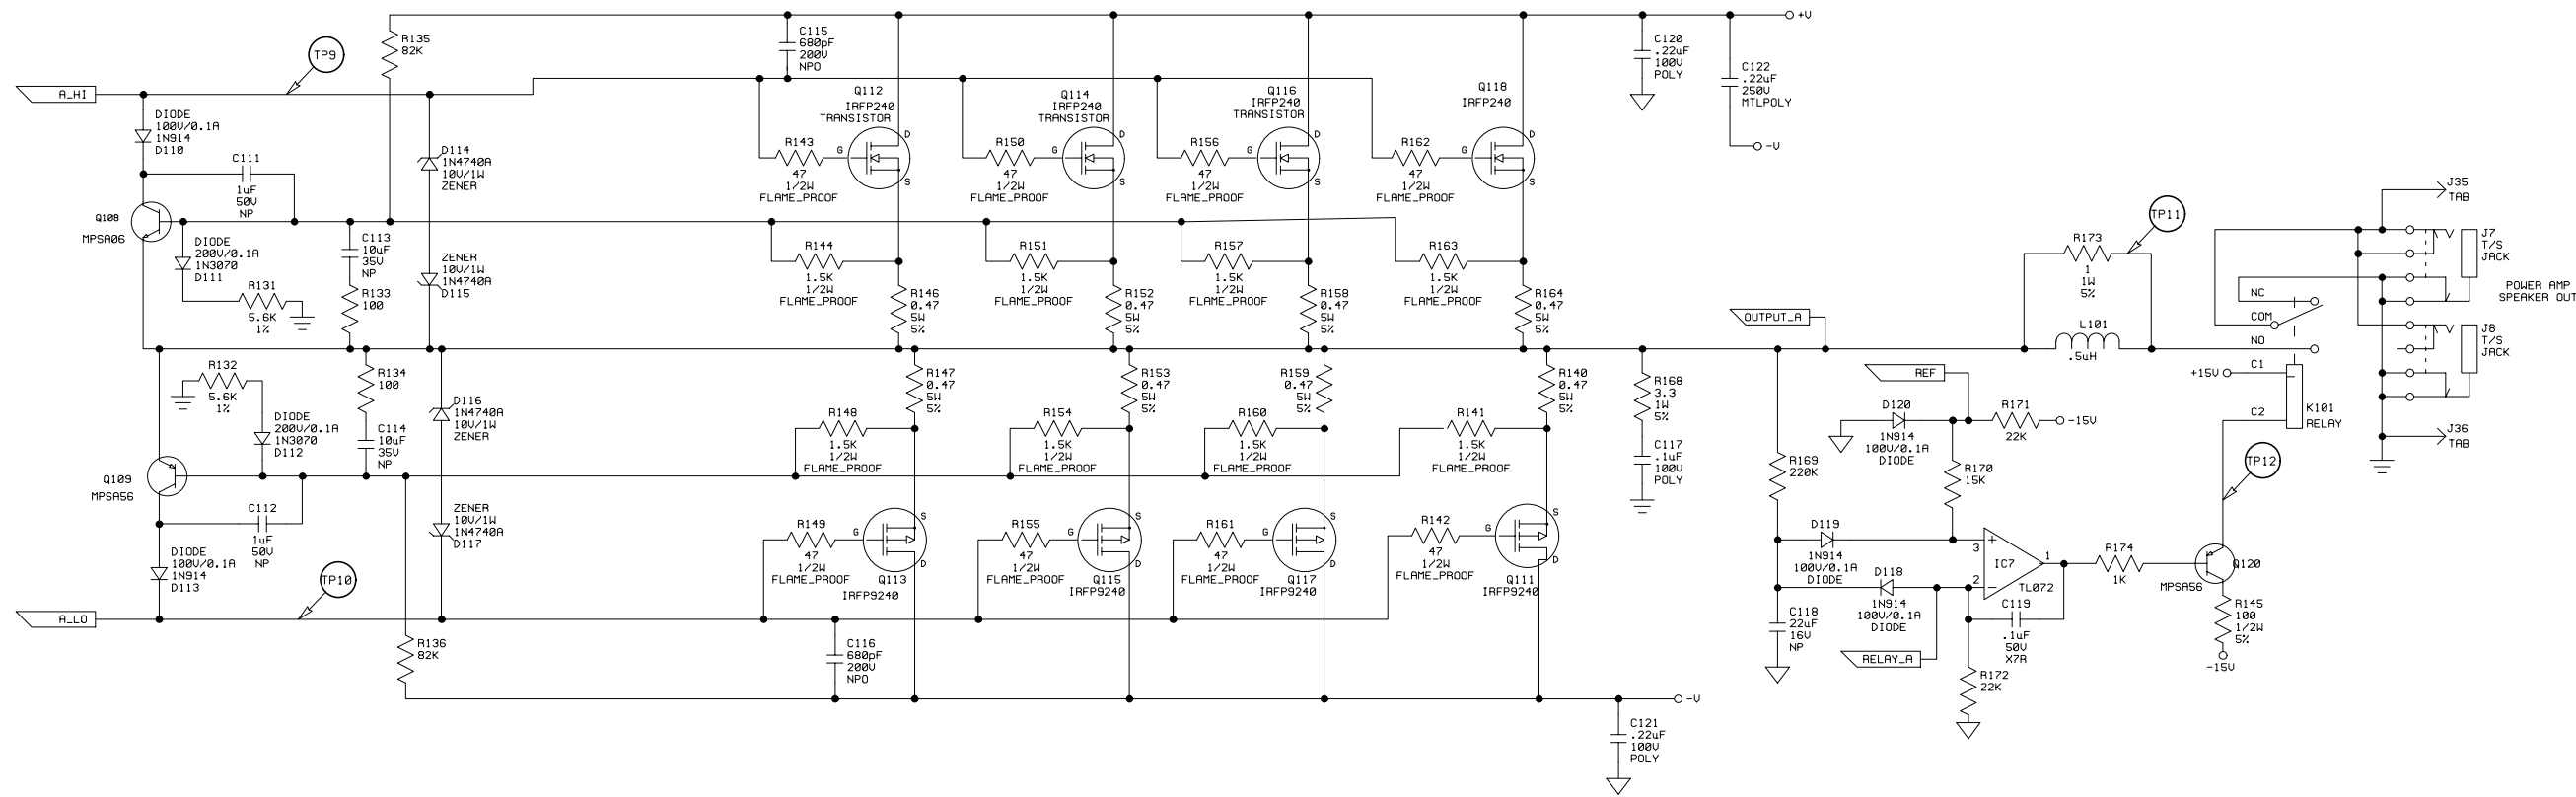 +V
R135
82K
C115
680pF
200V
NPO
C120
.22uF
100V
POLY
C122
.22uF
250V
MTLPOLY
-V
TP9
A_HI
DIODE
100V/0.1A
1N914
D110
C111
1uF
50V
NP
D114
1N4740A
10V/1W
ZENER
Q112
IRFP240
TRANSISTOR
D
G
S
R143
47
1/2W
FLAME_PROOF
Q114
IRFP240
TRANSISTOR
D
G
S
R150
47
1/2W
FLAME_PROOF
Q116
IRFP240
TRANSISTOR
D
G
S
R156
47
1/2W
FLAME_PROOF
Q118
IRFP240
D
G
S
R162
47
1/2W
FLAME_PROOF
Q108
MPSA06
DIODE
200V/0.1A
1N3070
D111
R131
5.6K
1%
C113
10uF
35V
NP
R133
100
ZENER
10V/1W
1N4740A
D115
R144
1.5K
1/2W
FLAME_PROOF
R146
0.47
5W
5%
R151
1.5K
1/2W
FLAME_PROOF
R152
0.47
5W
5%
R157
1.5K
1/2W
FLAME_PROOF
R158
0.47
5W
5%
R163
1.5K
1/2W
FLAME_PROOF
R164
0.47
5W
5%
OUTPUT_A
TP11
R173
1
1W
5%
L101
.5uH
J35
TAB
J7
T/S
JACK
POWER AMP
SPEAKER OUT
NC
COM
NO
J8
T/S
JACK
+15V
C1
C2
K101
RELAY
J36
TAB
R132
5.6K
1%
DIODE
200V/0.1A
1N3070
D112
R134
100
C114
10uF
35V
NP
D116
1N4740A
10V/1W
ZENER
R147
0.47
5W
5%
R148
1.5K
1/2W
FLAME_PROOF
R153
0.47
5W
5%
R154
1.5K
1/2W
FLAME_PROOF
R159
0.47
5W
5%
R160
1.5K
1/2W
FLAME_PROOF
R140
0.47
5W
5%
R141
1.5K
1/2W
FLAME_PROOF
R168
3.3
1W
5%
C117
.1uF
100V
POLY
REF
D120
1N914
100V/0.1A
DIODE
R171
22K
-15V
R169
220K
R170
15K
TP12
Q109
MPSA56
C112
1uF
50V
NP
DIODE
100V/0.1A
1N914
D113
ZENER
10V/1W
1N4740A
D117
TP10
A_LO
R136
82K
R149
47
1/2W
FLAME_PROOF
S
G
D
Q113
IRFP9240
R155
47
1/2W
FLAME_PROOF
S
G
D
Q115
IRFP9240
R161
47
1/2W
FLAME_PROOF
S
G
D
Q117
IRFP9240
R142
47
1/2W
FLAME_PROOF
S
G
D
Q111
IRFP9240
C116
680pF
200V
NPO
-V
C121
.22uF
100V
POLY
D119
1N914
100V/0.1A
DIODE
D118
1N914
100V/0.1A
DIODE
3
+
2
-
1
IC7
TL072
R174
1K
Q120
MPSA56
R145
100
1/2W
5%
-15V
C118
22uF
16V
NP
C119
.1uF
50V
X7R
RELAY_A
R172
22K